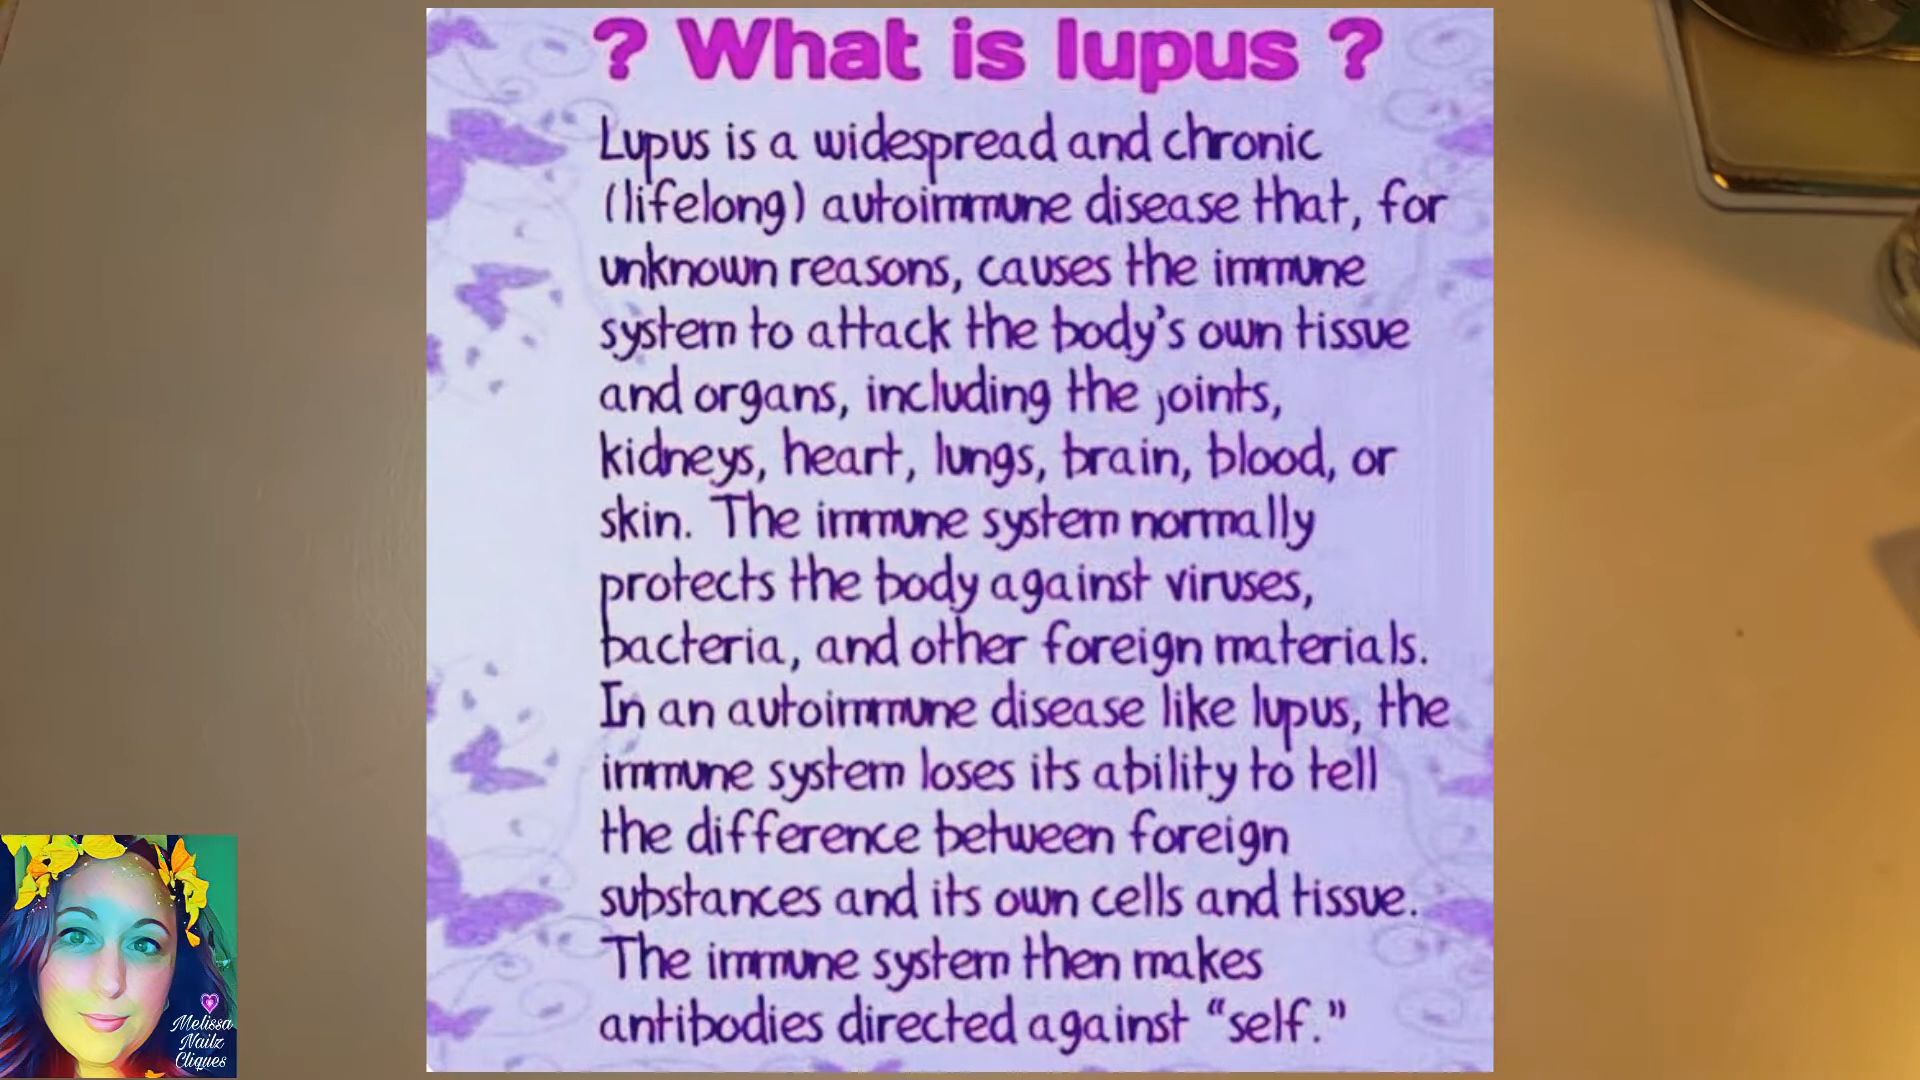 ? What is lupus ?
Lupus is a widespread and chronic
(lifelong) autoimmune disease that, for
unknown reasons, causes the immune
system to attack the body's own tissue
and organs, including the joints,
kidneys, heart, lungs, brain, blood, or
skin. The immune system normally
protects the body against viruses,
bacteria, and other foreign materials.
In an autoimmune disease like lupus, the
immune system loses its ability to tell
the difference between foreign
substances and its own cells and tissue.
The immune system then makes
antibodies directed against “self.”
Melissa
Nailz
Cliques